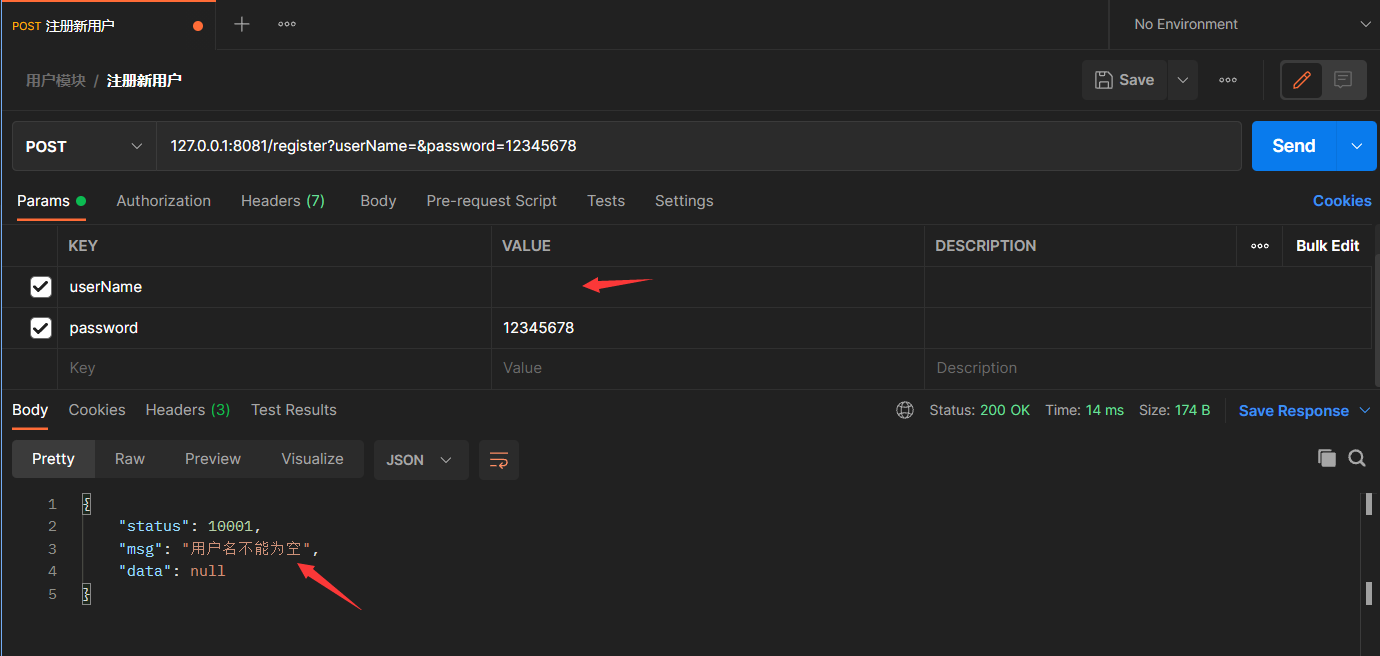 POST 注册新用户
No Environment
用户模块 / 注册新用户
Save
POST
127.0.0.1:8081/register?userName=&password=12345678
Send
Params
Authorization
Headers (7)
Body
Pre-request Script
Tests
Settings
Cookies
KEY
VALUE
DESCRIPTION
Bulk Edit
userName
password
12345678
Key
Value
Description
Body
Cookies
Headers (3)
Test Results
Status: 200 OK
Time: 14 ms
Size: 174 B
Save Response
Pretty
Raw
Preview
Visualize
JSON
1 {
2 "status": 10001,
3 "msg": "用户名不能为空",
4 "data": null
5 }